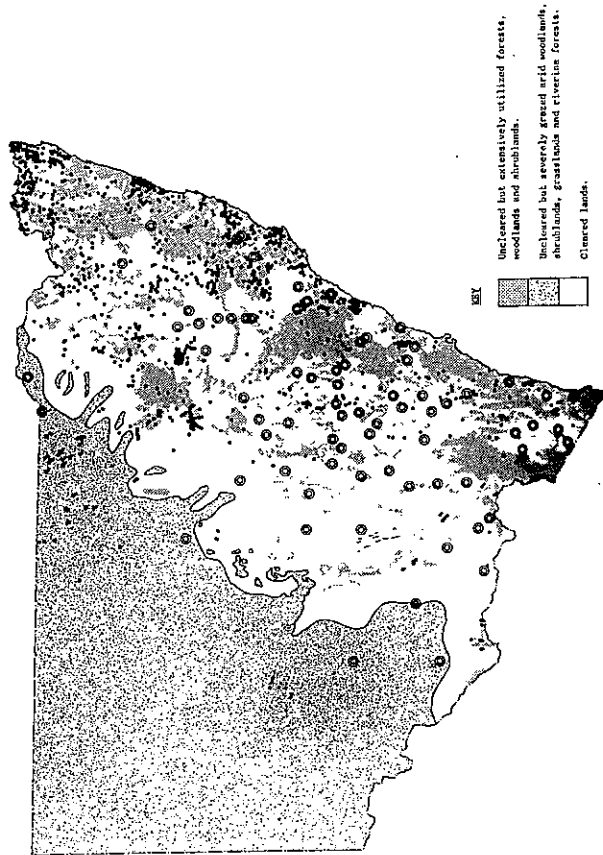 KEY
Uncleared but extensively utilized forests,
woodlands and shrublands.
Uncleared but severely grazed arid woodlands,
shrublands, grasslands and riverine forests.
Cleared lands.